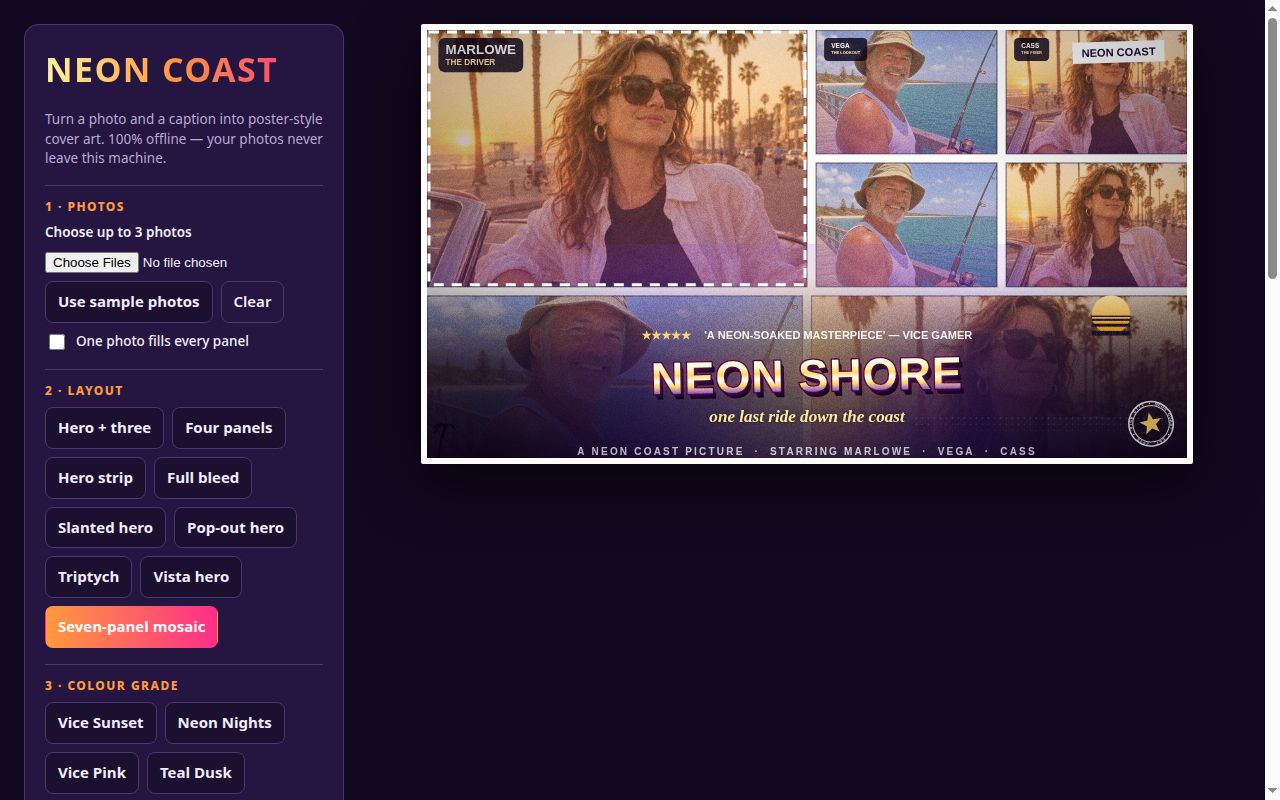 NEON COAST
Turn a photo and a caption into poster-style
cover art. 100% offline — your photos never
leave this machine.
1 · PHOTOS
Choose up to 3 photos
Choose Files No file chosen
Use sample photos
Clear
One photo fills every panel
2 · LAYOUT
Hero + three
Four panels
Hero strip
Full bleed
Slanted hero
Pop-out hero
Triptych
Vista hero
Seven-panel mosaic
3 · COLOUR GRADE
Vice Sunset
Neon Nights
Vice Pink
Teal Dusk
MARLOWE
THE DRIVER
VEGA
THE LOOKOUT
CASS
THE FIXER
NEON COAST
★★★★★ 'A NEON-SOAKED MASTERPIECE' — VICE GAMER
NEON SHORE
one last ride down the coast
A NEON COAST PICTURE · STARRING MARLOWE · VEGA · CASS